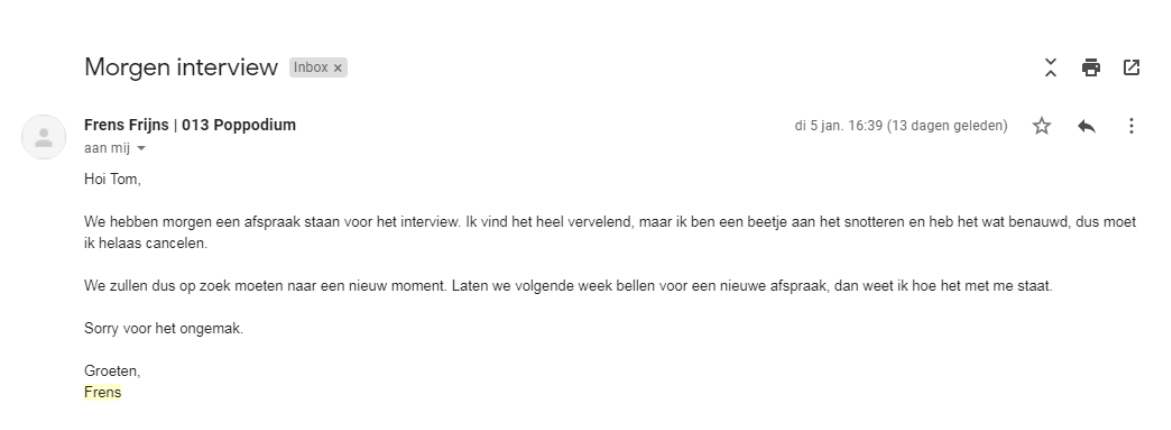 Morgen interview Inbox x
Frens Frijns | 013 Poppodium di 5 jan. 16:39 (13 dagen geleden)
aan mij
Hoi Tom,
We hebben morgen een afspraak staan voor het interview. Ik vind het heel vervelend, maar ik ben een beetje aan het snotteren en heb het wat benauwd, dus moet
ik helaas cancelen.
We zullen dus op zoek moeten naar een nieuw moment. Laten we volgende week bellen voor een nieuwe afspraak, dan weet ik hoe het met me staat.
Sorry voor het ongemak.
Groeten,
Frens